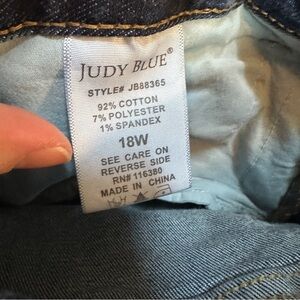 JUDY BLUE®
STYLE# JB88365
92% COTTON
7% POLYESTER
1% SPANDEX
18W
SEE CARE ON
REVERSE SIDE
RN# 116380
MADE IN CHINA